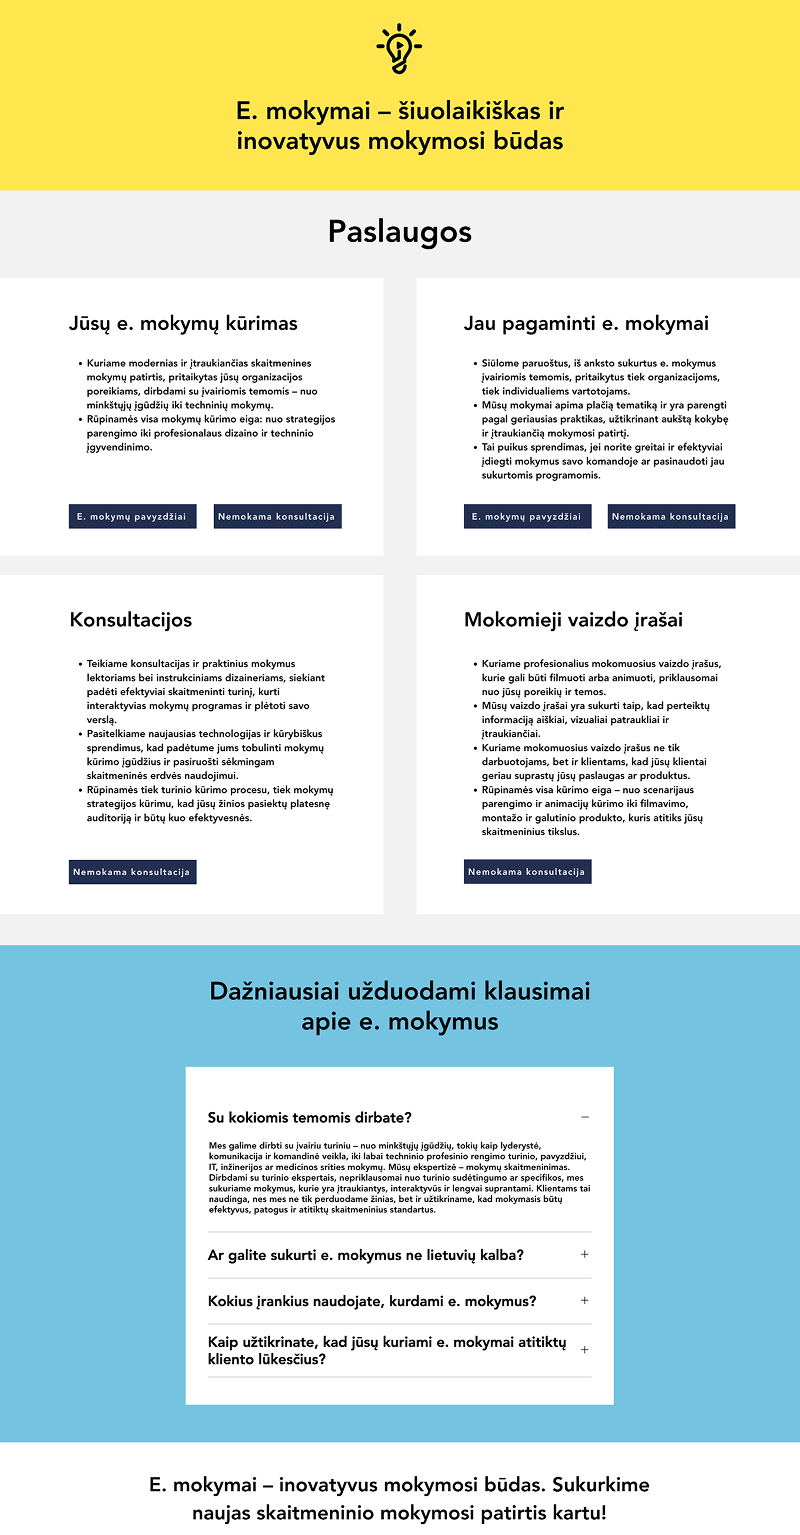 E. mokymai – šiuolaikiškas ir
inovatyvus mokymosi būdas
Paslaugos
Jūsų e. mokymų kūrimas
• Kuriame modernias ir įtraukiančias skaitmenines
mokymų patirtis, pritaikytas jūsų organizacijos
poreikiams, dirbdami su įvairiomis temomis – nuo
minkštųjų įgūdžių iki techninių mokymų.
• Rūpinamės visa mokymų kūrimo eiga: nuo strategijos
parengimo iki profesionalaus dizaino ir techninio
įgyvendinimo.
E. mokymų pavyzdžiai
Nemokama konsultacija
Jau pagaminti e. mokymai
• Siūlome paruoštus, iš anksto sukurtus e. mokymus
įvairiomis temomis, pritaikytus tiek organizacijoms,
tiek individualiems vartotojams.
• Mūsų mokymai apima plačią tematiką ir yra parengti
pagal geriausias praktikas, užtikrinant aukštą kokybę
ir įtraukiančią mokymosi patirtį.
• Tai puikus sprendimas, jei norite greitai ir efektyviai
įdiegti mokymus savo komandoje ar pasinaudoti jau
sukurtomis programomis.
E. mokymų pavyzdžiai
Nemokama konsultacija
Konsultacijos
• Teikiame konsultacijas ir praktinius mokymus
lektoriams bei instrukciniams dizaineriams, siekiant
padėti efektyviai skaitmeninti turinį, kurti
interaktyvias mokymų programas ir plėtoti savo
verslą.
• Pasitelkiame naujausias technologijas ir kūrybiškus
sprendimus, kad padėtume jums tobulinti mokymų
kūrimo įgūdžius ir pasiruošti sėkmingam
skaitmeninės erdvės naudojimui.
• Rūpinamės tiek turinio kūrimo procesu, tiek mokymų
strategijos kūrimu, kad jūsų žinios pasiektų platesnę
auditoriją ir būtų kuo efektyvesnės.
Nemokama konsultacija
Mokomieji vaizdo įrašai
• Kuriame profesionalius mokomuosius vaizdo įrašus,
kurie gali būti filmuoti arba animuoti, priklausomai
nuo jūsų poreikių ir temos.
• Mūsų vaizdo įrašai yra sukurti taip, kad perteiktų
informaciją aiškiai, vizualiai patraukliai ir
įtraukiančiai.
• Kuriame mokomuosius vaizdo įrašus ne tik
darbuotojams, bet ir klientams, kad jūsų klientai
geriau suprastų jūsų paslaugas ar produktus.
• Rūpinamės visa kūrimo eiga – nuo scenarijaus
parengimo ir animacijų kūrimo iki filmavimo,
montažo ir galutinio produkto, kuris atitiks jūsų
skaitmeninius tikslus.
Nemokama konsultacija
Dažniausiai užduodami klausimai
apie e. mokymus
Su kokiomis temomis dirbate? –
Mes galime dirbti su įvairiu turiniu – nuo minkštųjų įgūdžių, tokių kaip lyderystė,
komunikacija ir komandinė veikla, iki labai techninio profesinio rengimo turinio, pavyzdžiui,
IT, inžinerijos ar medicinos srities mokymų. Mūsų ekspertizė – mokymų skaitmeninimas.
Dirbdami su turinio ekspertais, nepriklausomai nuo turinio sudėtingumo ar specifikos, mes
sukuriame mokymus, kurie yra įtraukiantys, interaktyvūs ir lengvai suprantami. Klientams tai
naudinga, nes mes ne tik perduodame žinias, bet ir užtikriname, kad mokymasis būtų
efektyvus, patogus ir atitiktų skaitmeninius standartus.
Ar galite sukurti e. mokymus ne lietuvių kalba? +
Kokius įrankius naudojate, kurdami e. mokymus? +
Kaip užtikrinate, kad jūsų kuriami e. mokymai atitiktų +
kliento lūkesčius?
E. mokymai – inovatyvus mokymosi būdas. Sukurkime
naujas skaitmeninio mokymosi patirtis kartu!